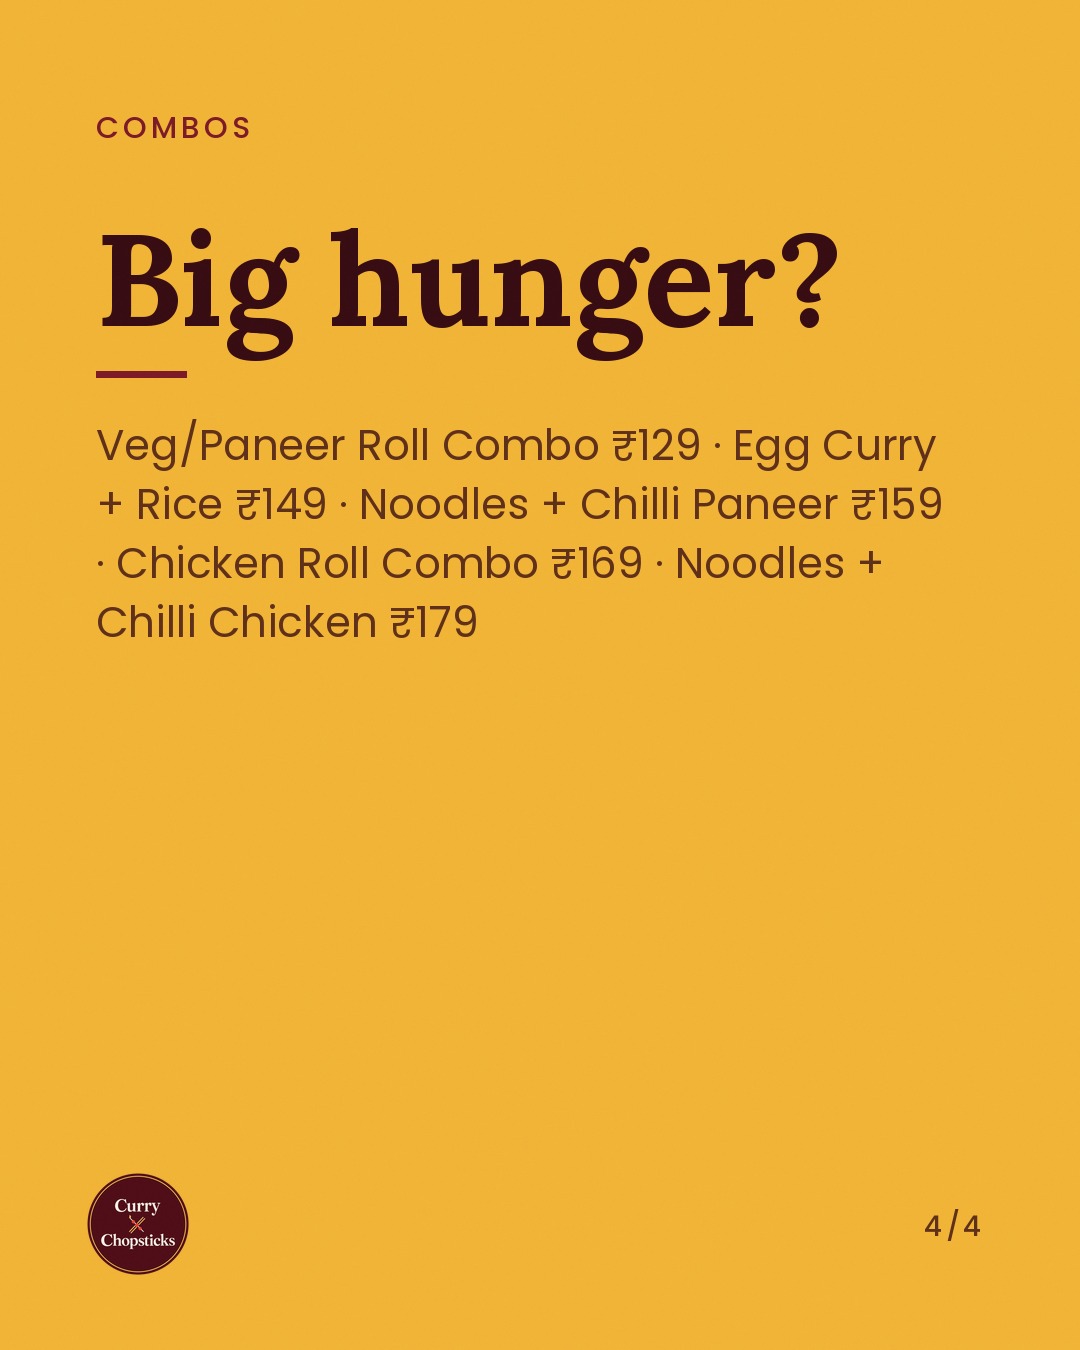 COMBOS
Big hunger?
Veg/Paneer Roll Combo ₹129 · Egg Curry
+ Rice ₹149 · Noodles + Chilli Paneer ₹159
· Chicken Roll Combo ₹169 · Noodles +
Chilli Chicken ₹179
Curry
Chopsticks
4/4